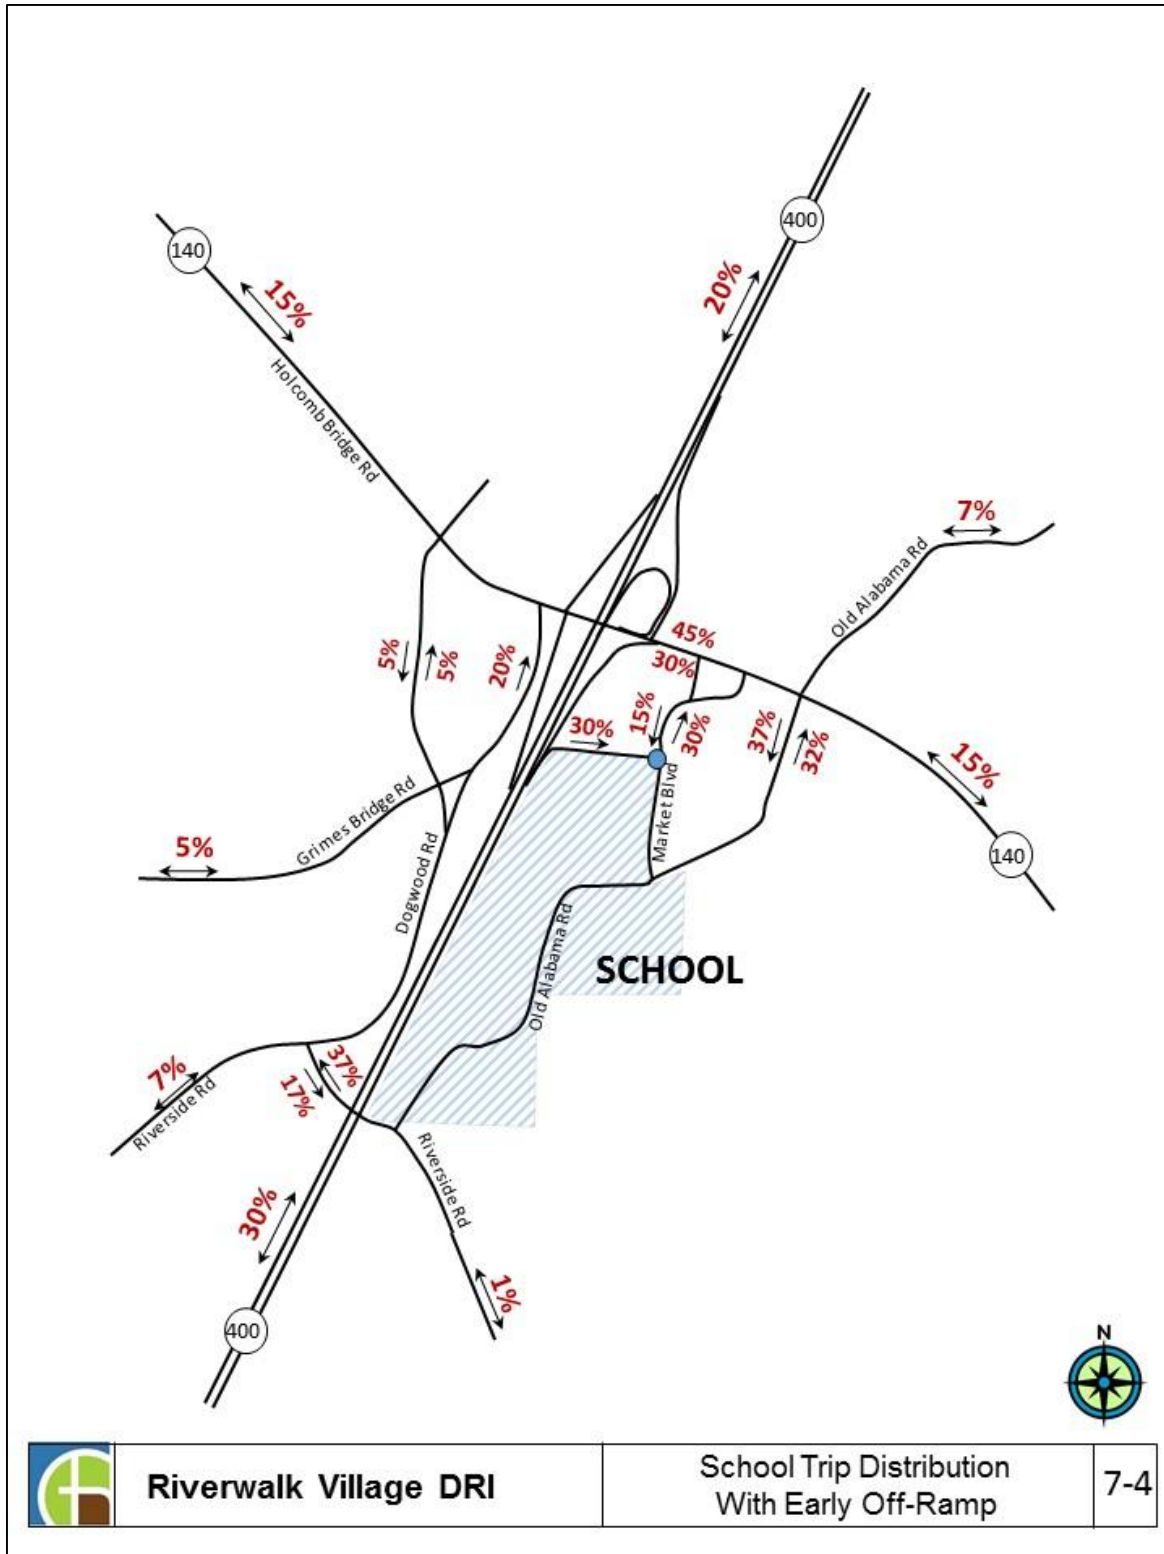 400
140
20%
15%
Holcomb Bridge Rd
7%
Old Alabama Rd
45%
30%
5%
5%
20%
15%
30%
30%
37%
32%
15%
Market Blvd
Grimes Bridge Rd
5%
Dogwood Rd
140
Old Alabama Rd
SCHOOL
37%
17%
7%
Riverside Rd
Riverside Rd
30%
1%
400
N
Riverwalk Village DRI
School Trip Distribution
With Early Off-Ramp
7-4